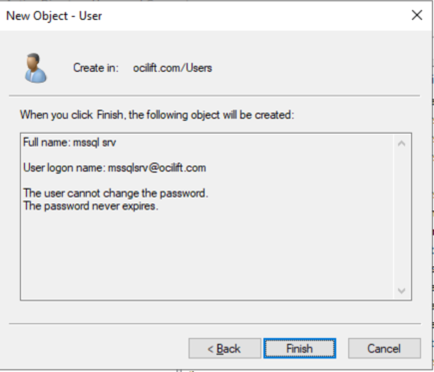 New Object - User
Create in: ocilift.com/Users
When you click Finish, the following object will be created:
Full name: mssql srv
User logon name: mssqlsrv@ocilift.com
The user cannot change the password.
The password never expires.
< Back
Finish
Cancel